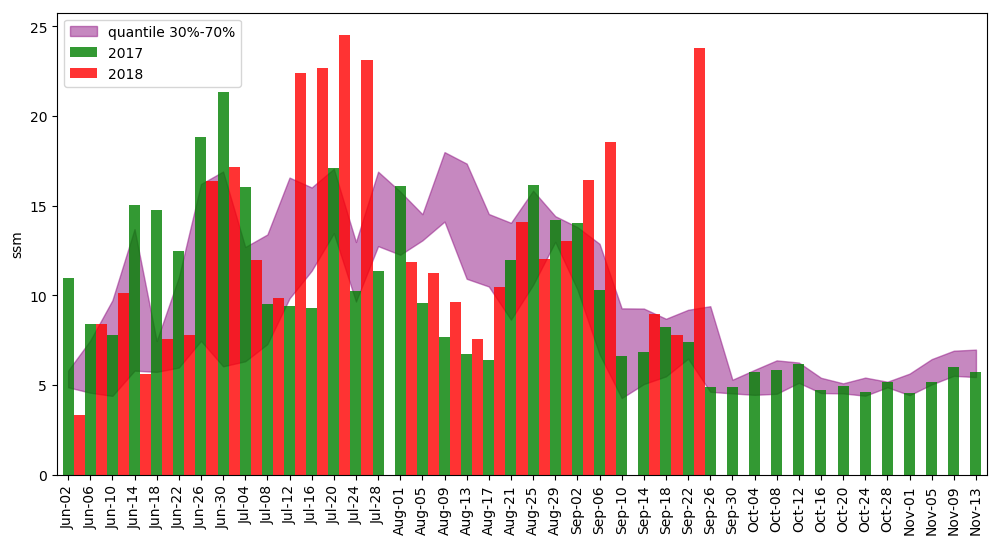 quantile 30%-70%
2017
2018
ssm
25
20
15
10
5
0
Jun-02
Jun-06
Jun-10
Jun-14
Jun-18
Jun-22
Jun-26
Jun-30
Jul-04
Jul-08
Jul-12
Jul-16
Jul-20
Jul-24
Jul-28
Aug-01
Aug-05
Aug-09
Aug-13
Aug-17
Aug-21
Aug-25
Aug-29
Sep-02
Sep-06
Sep-10
Sep-14
Sep-18
Sep-22
Sep-26
Sep-30
Oct-04
Oct-08
Oct-12
Oct-16
Oct-20
Oct-24
Oct-28
Nov-01
Nov-05
Nov-09
Nov-13